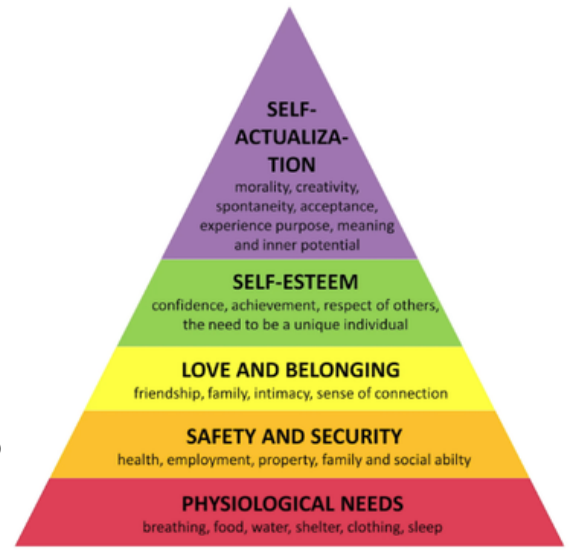 SELF-
ACTUALIZA-
TION
morality, creativity,
spontaneity, acceptance,
experience purpose, meaning
and inner potential
SELF-ESTEEM
confidence, achievement, respect of others,
the need to be a unique individual
LOVE AND BELONGING
friendship, family, intimacy, sense of connection
SAFETY AND SECURITY
health, employment, property, family and social abilty
PHYSIOLOGICAL NEEDS
breathing, food, water, shelter, clothing, sleep